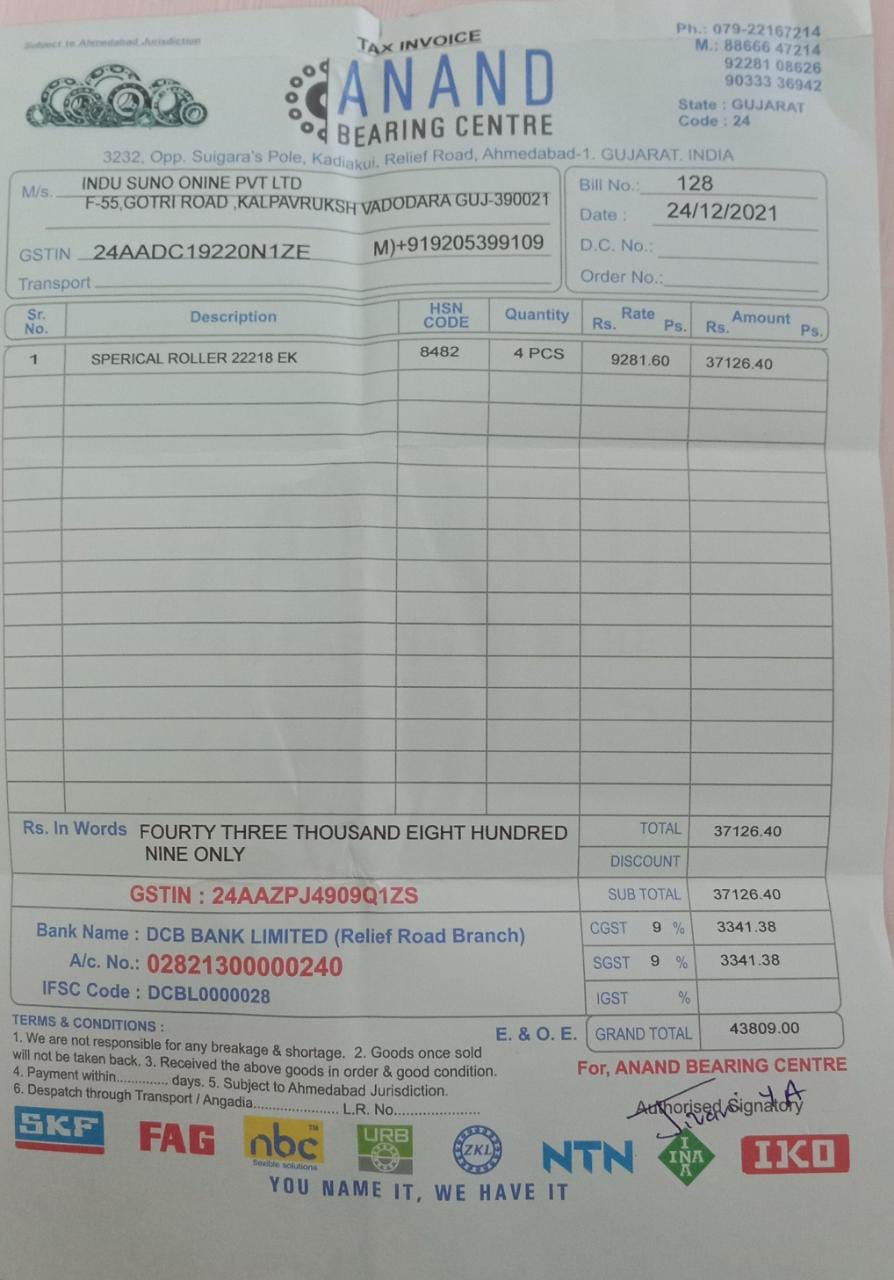 Subject to Ahmedabad Jurisdiction
TAX INVOICE
Ph.: 079-22167214
M.: 88666 47214
92281 08626
90333 36942
State : GUJARAT
Code : 24
ANAND
BEARING CENTRE
3232, Opp. Suigara's Pole, Kadiakui, Relief Road, Ahmedabad-1. GUJARAT. INDIA
M/s. INDU SUNO ONINE PVT LTD
F-55,GOTRI ROAD ,KALPAVRUKSH VADODARA GUJ-390021
GSTIN 24AADC19220N1ZE M)+919205399109
Transport
Bill No.: 128
Date : 24/12/2021
D.C. No.:
Order No.:
Sr. No. Description HSN CODE Quantity Rate Rs. Ps. Amount Rs. Ps.
1 SPERICAL ROLLER 22218 EK 8482 4 PCS 9281.60 37126.40
Rs. In Words FOURTY THREE THOUSAND EIGHT HUNDRED
NINE ONLY
TOTAL 37126.40
DISCOUNT
GSTIN : 24AAZPJ4909Q1ZS
SUB TOTAL 37126.40
Bank Name : DCB BANK LIMITED (Relief Road Branch)
A/c. No.: 02821300000240
IFSC Code : DCBL0000028
CGST 9 % 3341.38
SGST 9 % 3341.38
IGST %
E. & O. E. GRAND TOTAL 43809.00
TERMS & CONDITIONS :
1. We are not responsible for any breakage & shortage. 2. Goods once sold
will not be taken back. 3. Received the above goods in order & good condition.
4. Payment within............. days. 5. Subject to Ahmedabad Jurisdiction.
6. Despatch through Transport / Angadia..................... L.R. No.....................
For, ANAND BEARING CENTRE
Authorised Signatory
SKF FAG nbc TM flexible solutions URB ZKL NTN INA INA IKO
YOU NAME IT, WE HAVE IT